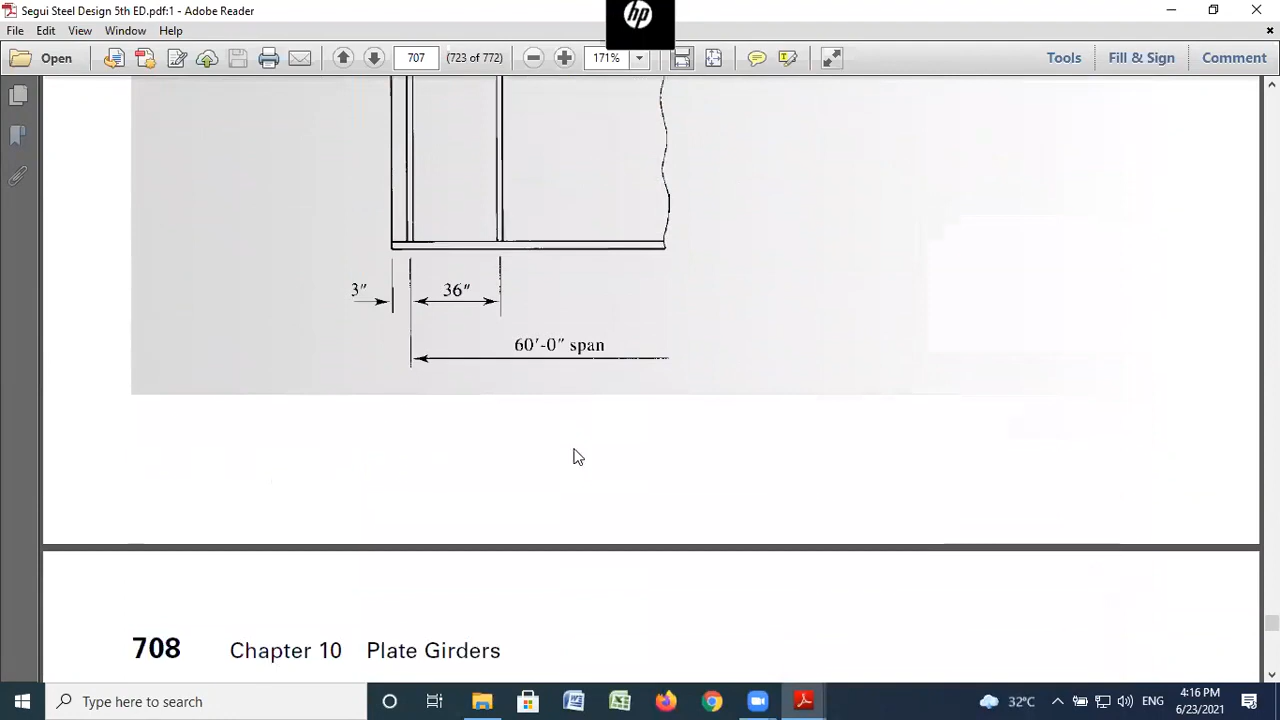 Segui Steel Design 5th ED.pdf:1 - Adobe Reader
hp
File Edit View Window Help
Open 707 (723 of 772) 171% Tools Fill & Sign Comment
3″ 36″
60′-0″ span
708 Chapter 10 Plate Girders
Type here to search
32°C ENG
4:16 PM
6/23/2021